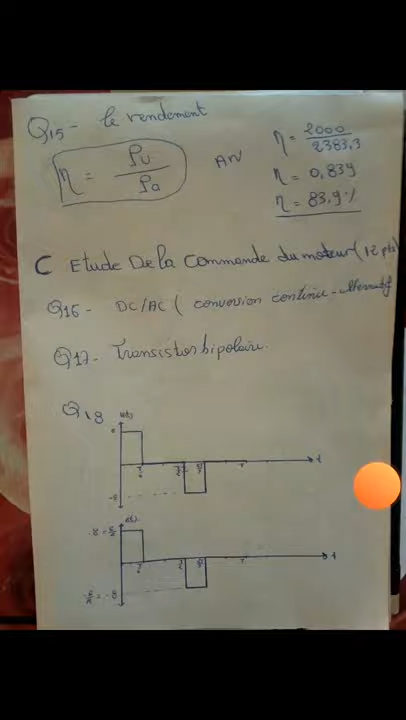 Q15- le rendement
η = Pu / Pa
AN
η = 2000 / 2383,3
η = 0,839
η = 83,9%
C Etude De la Commande du moteur (12 pts)
Q16- DC/AC ( conversion continue - Alternatif
Q17- Transistor bipolaire.
Q18
t
t